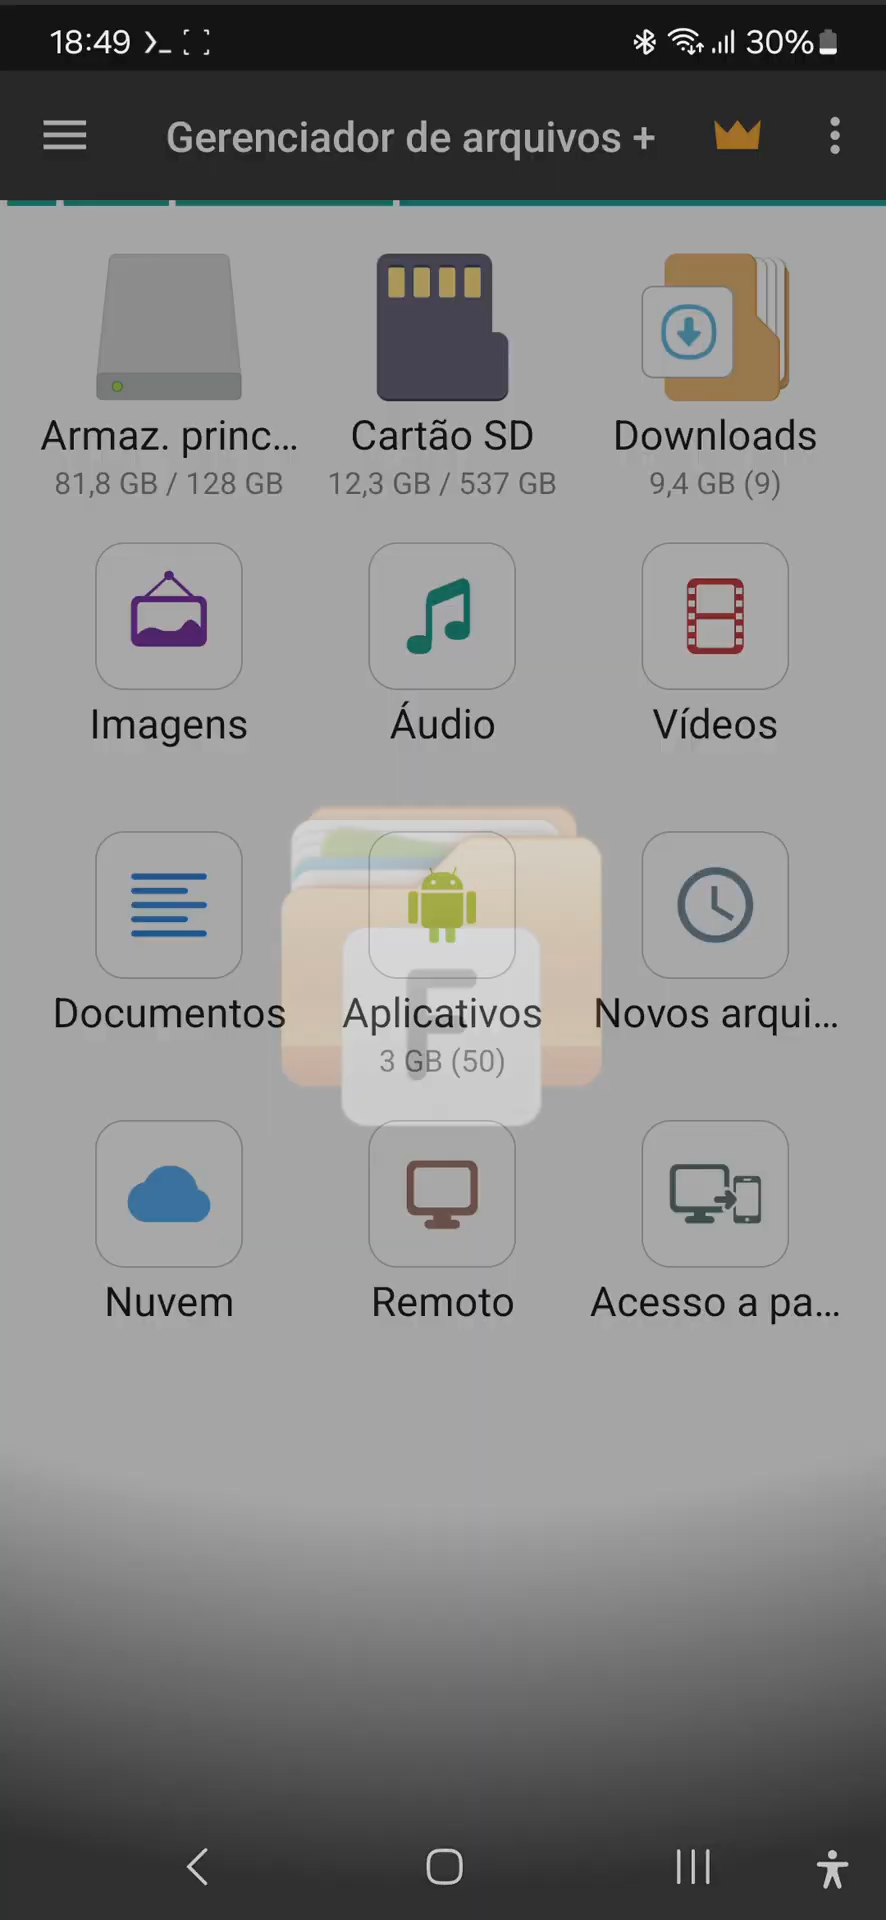 18:49 30%
Gerenciador de arquivos +
Armaz. princ... Cartão SD Downloads
81,8 GB / 128 GB 12,3 GB / 537 GB 9,4 GB (9)
Imagens Áudio Vídeos
F
Documentos Aplicativos Novos arqui...
3 GB (50)
Nuvem Remoto Acesso a pa...